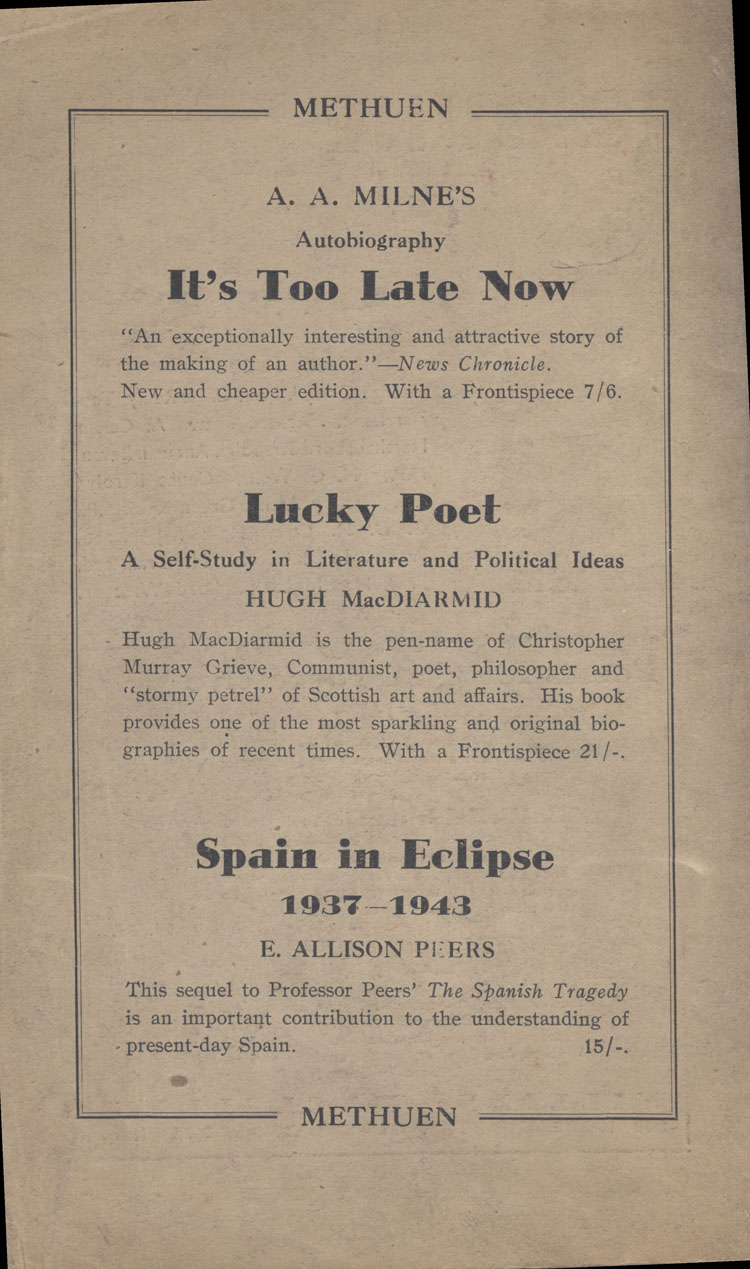 METHUEN
A. A. MILNE'S
Autobiography
It's Too Late Now
"An exceptionally interesting and attractive story of
the making of an author."—News Chronicle.
New and cheaper edition. With a Frontispiece 7/6.
Lucky Poet
A Self-Study in Literature and Political Ideas
HUGH MacDIARMID
Hugh MacDiarmid is the pen-name of Christopher
Murray Grieve, Communist, poet, philosopher and
"stormy petrel" of Scottish art and affairs. His book
provides one of the most sparkling and original bio-
graphies of recent times. With a Frontispiece 21/-.
Spain in Eclipse
1937–1943
E. ALLISON PEERS
This sequel to Professor Peers' The Spanish Tragedy
is an important contribution to the understanding of
present-day Spain. 15/-.
METHUEN